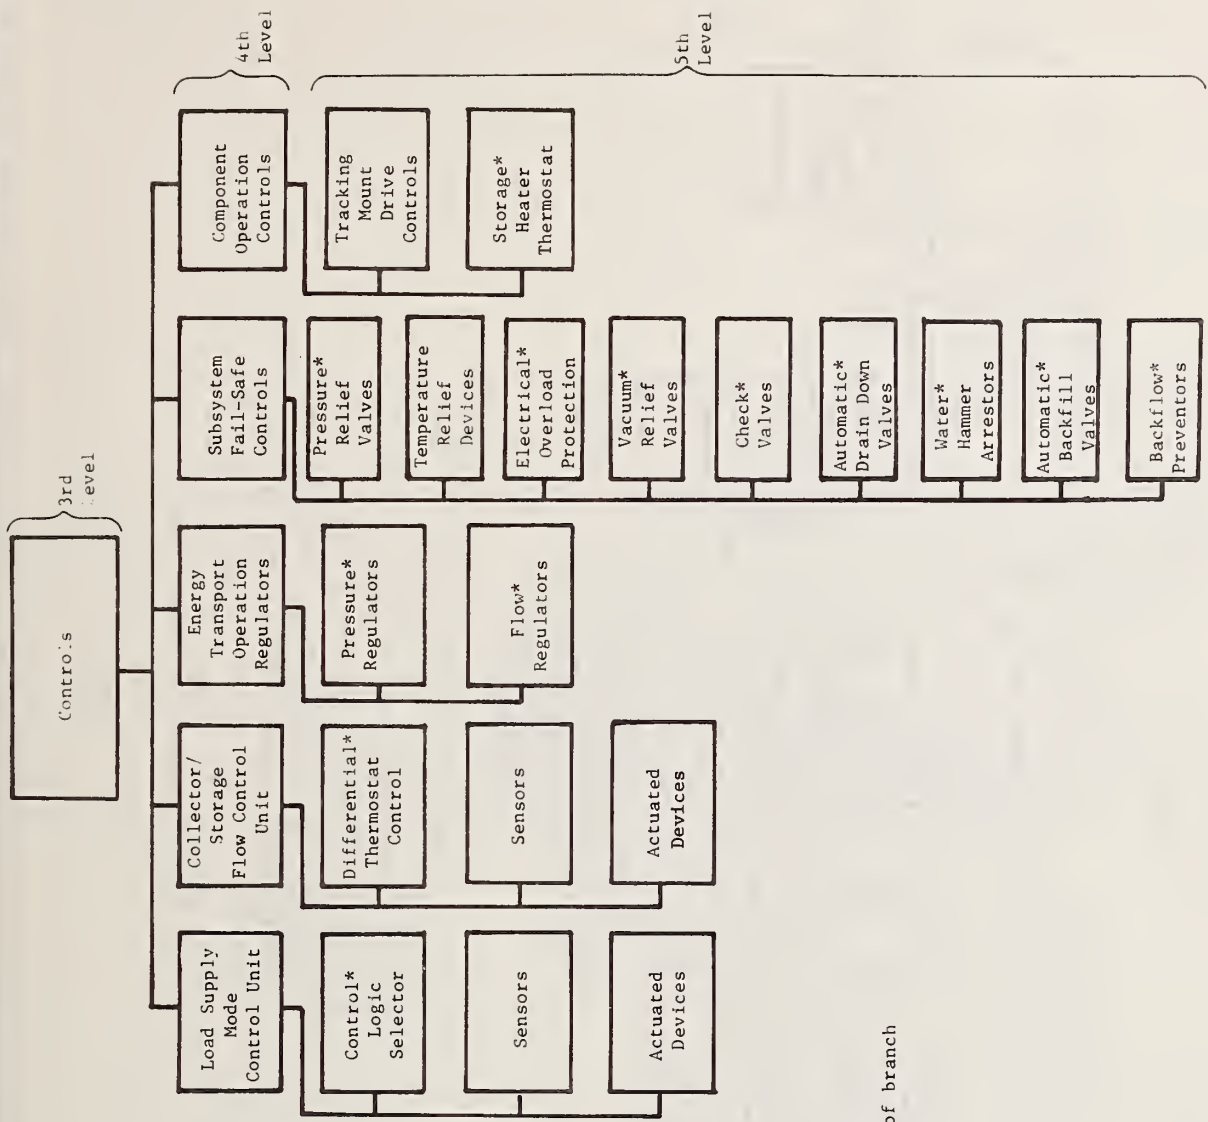 Controls
3rd
Level
4th
Level
5th
Level
Load Supply
Mode
Control Unit
Control*
Logic
Selector
Sensors
Actuated
Devices
Collector/
Storage
Flow Control
Unit
Differential*
Thermostat
Control
Sensors
Actuated
Devices
Energy
Transport
Operation
Regulators
Pressure*
Regulators
Flow*
Regulators
Subsystem
Fail-Safe
Controls
Pressure*
Relief
Valves
Temperature
Relief
Devices
Electrical*
Overload
Protection
Vacuum*
Relief
Valves
Check*
Valves
Automatic*
Drain Down
Valves
Water*
Hammer
Arrestors
Automatic*
Backfill
Valves
Backflow*
Preventors
Component
Operation
Controls
Tracking
Mount
Drive
Controls
Storage*
Heater
Thermostat
of branch